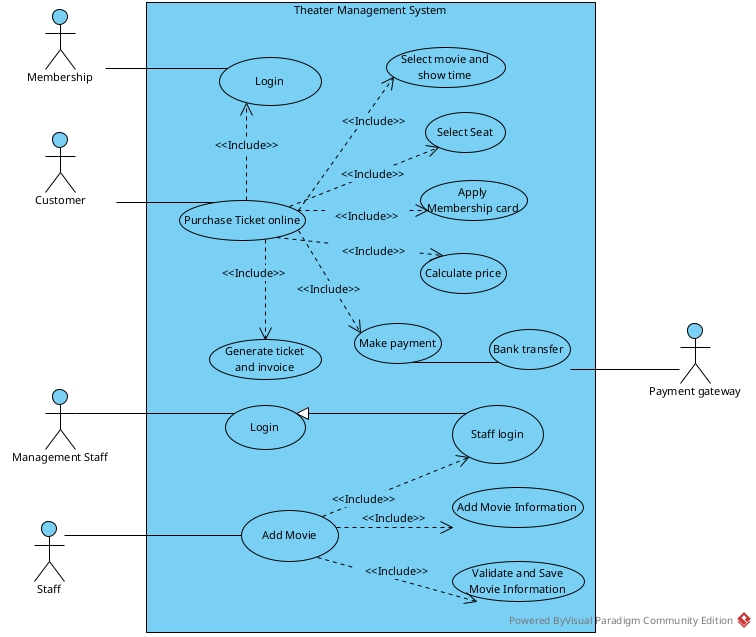 Theater Management System
Membership
Login
Select movie and
show time
<<Include>>
<<Include>>
Select Seat
<<Include>>
Customer
Purchase Ticket online
Apply
Membership card
<<Include>>
<<Include>>
Calculate price
<<Include>>
<<Include>>
Generate ticket
and invoice
Make payment
Bank transfer
Payment gateway
Management Staff
Login
Staff login
<<Include>>
Add Movie Information
<<Include>>
Staff
Add Movie
<<Include>>
Validate and Save
Movie Information
Powered ByVisual Paradigm Community Edition